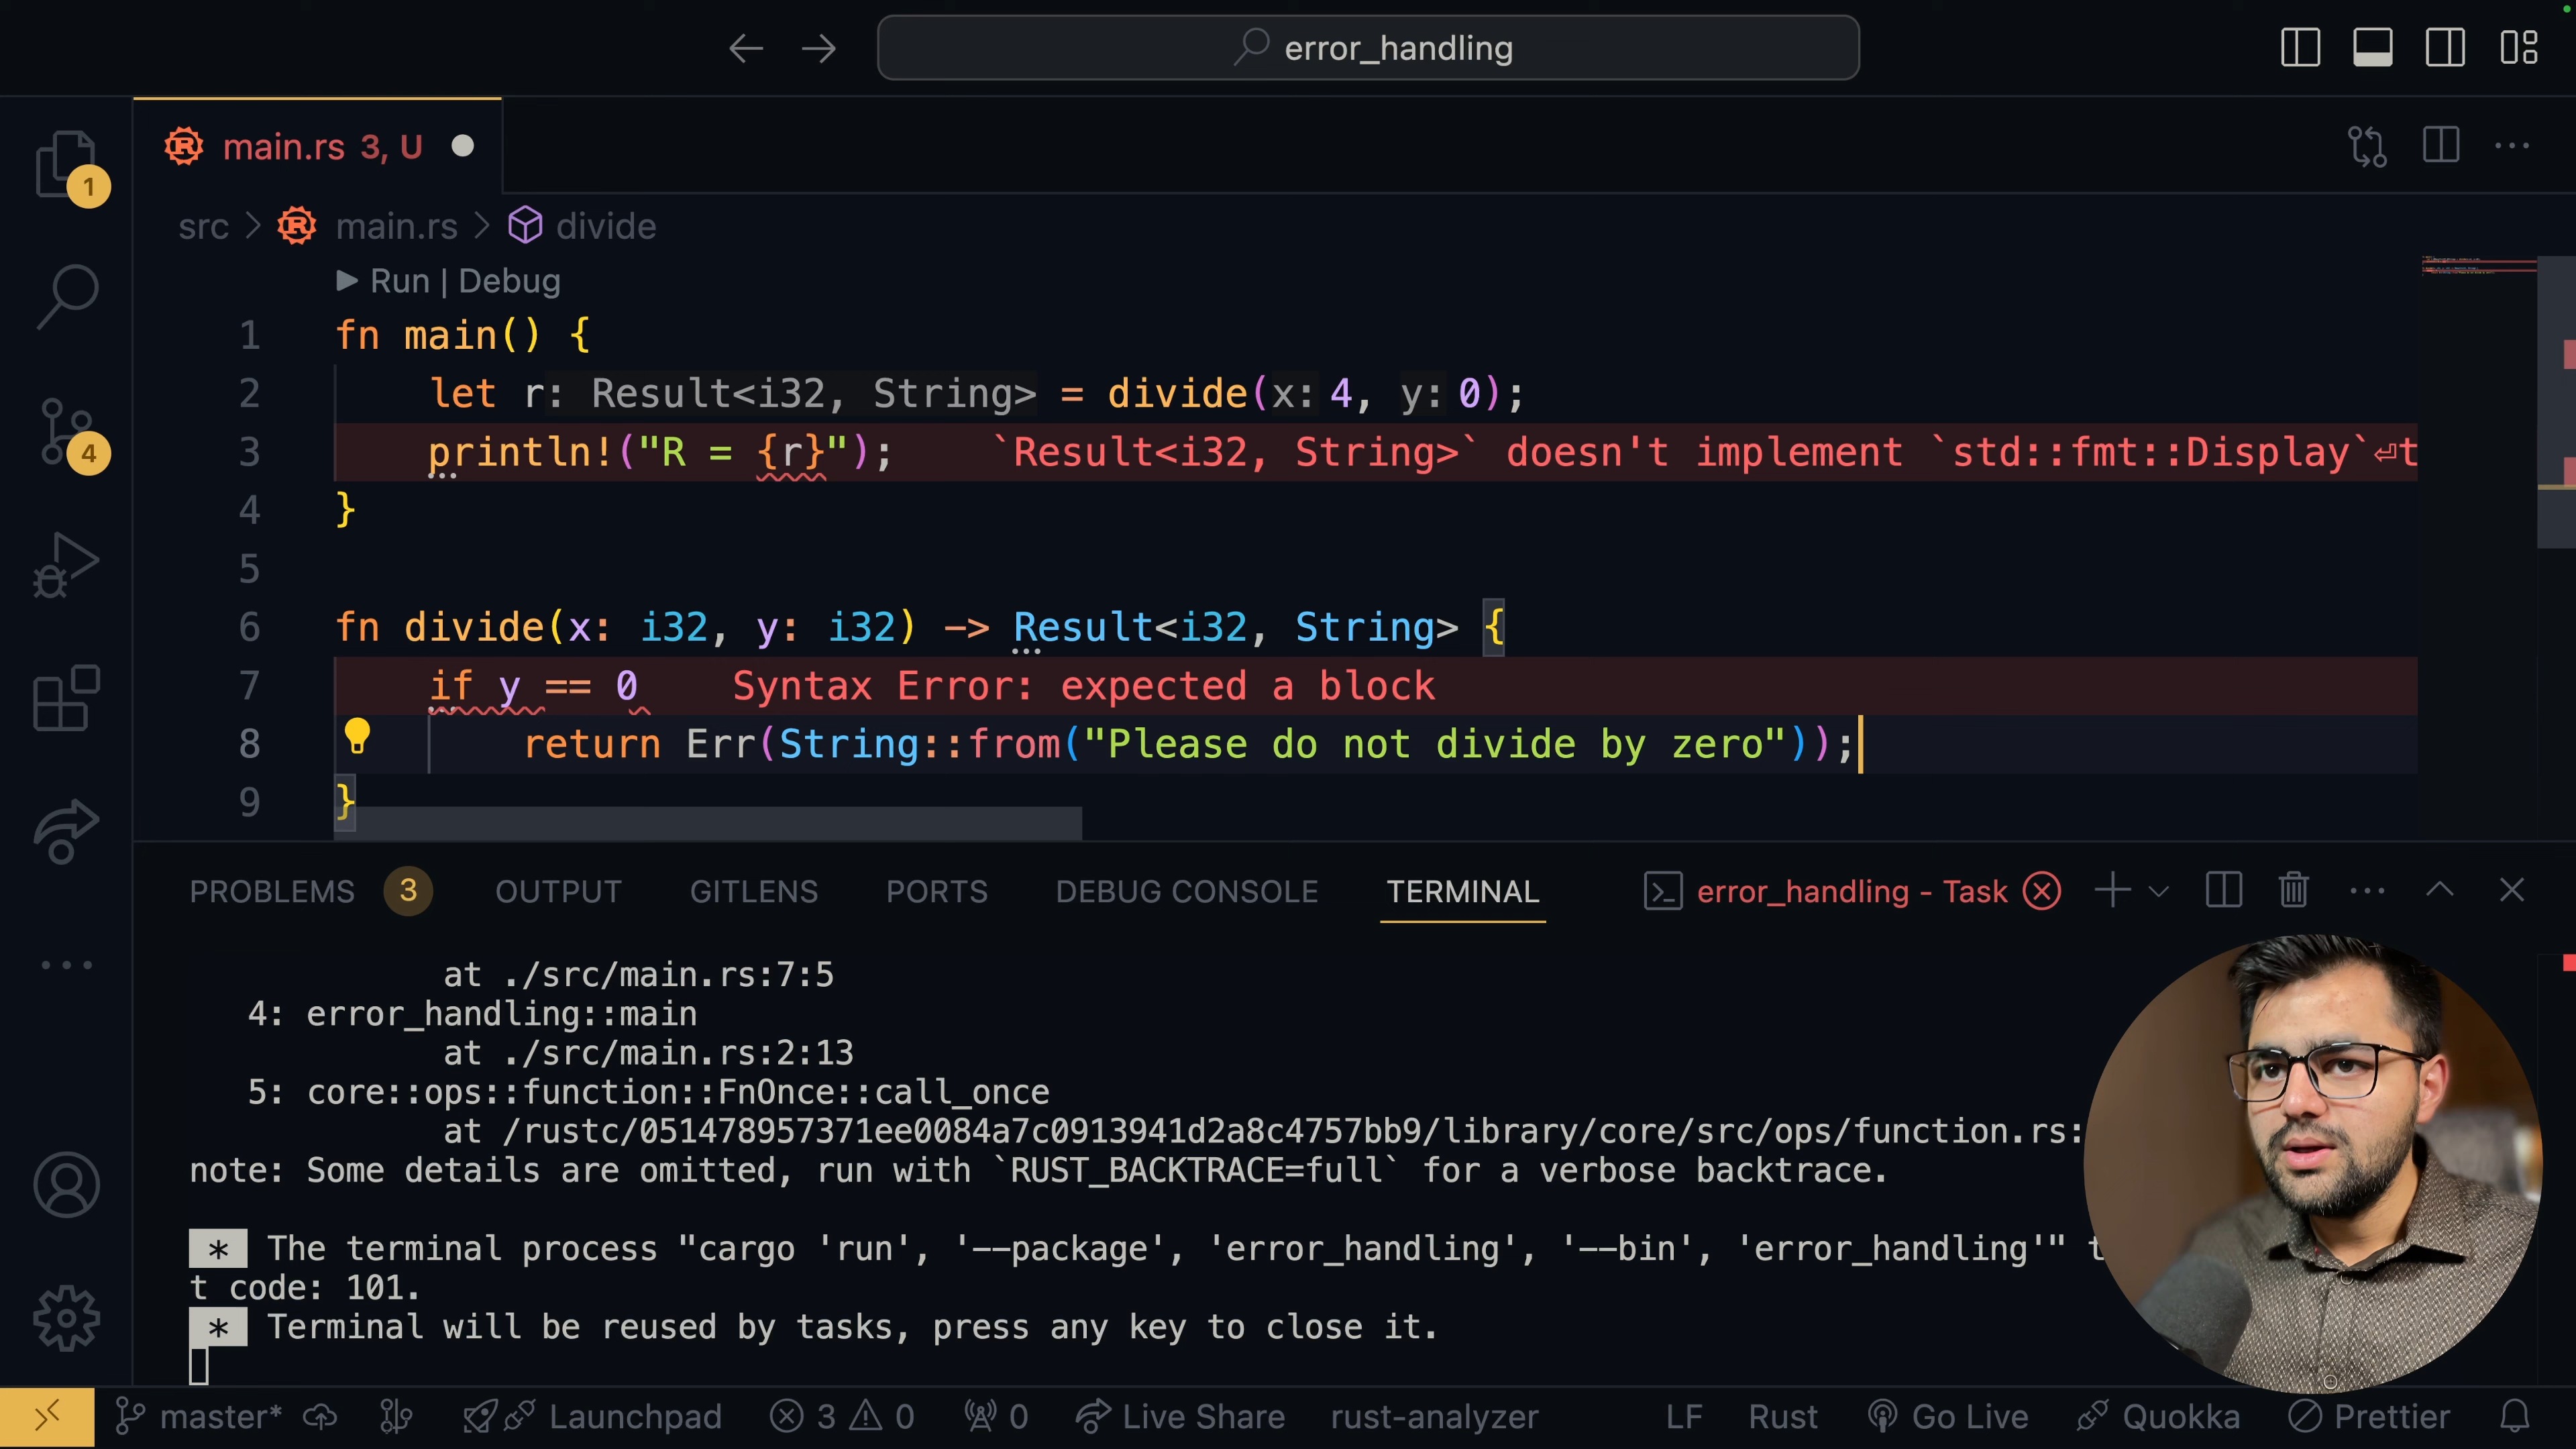 error_handling
main.rs 3, U
1
src > main.rs > divide
Run | Debug
1 fn main() {
2 let r: Result<i32, String> = divide(x: 4, y: 0);
3 println!("R = {r}"); `Result<i32, String>` doesn't implement `std::fmt::Display`⏎t
4 }
4
5
6 fn divide(x: i32, y: i32) -> Result<i32, String> {
7 if y == 0 Syntax Error: expected a block
8 return Err(String::from("Please do not divide by zero"));
9 }
PROBLEMS 3 OUTPUT GITLENS PORTS DEBUG CONSOLE TERMINAL error_handling - Task
at ./src/main.rs:7:5
4: error_handling::main
at ./src/main.rs:2:13
5: core::ops::function::FnOnce::call_once
at /rustc/051478957371ee0084a7c0913941d2a8c4757bb9/library/core/src/ops/function.rs:
note: Some details are omitted, run with `RUST_BACKTRACE=full` for a verbose backtrace.
* The terminal process "cargo 'run', '--package', 'error_handling', '--bin', 'error_handling'" t
t code: 101.
* Terminal will be reused by tasks, press any key to close it.
master* Launchpad 3 0 0 Live Share rust-analyzer LF Rust Go Live Quokka Prettier